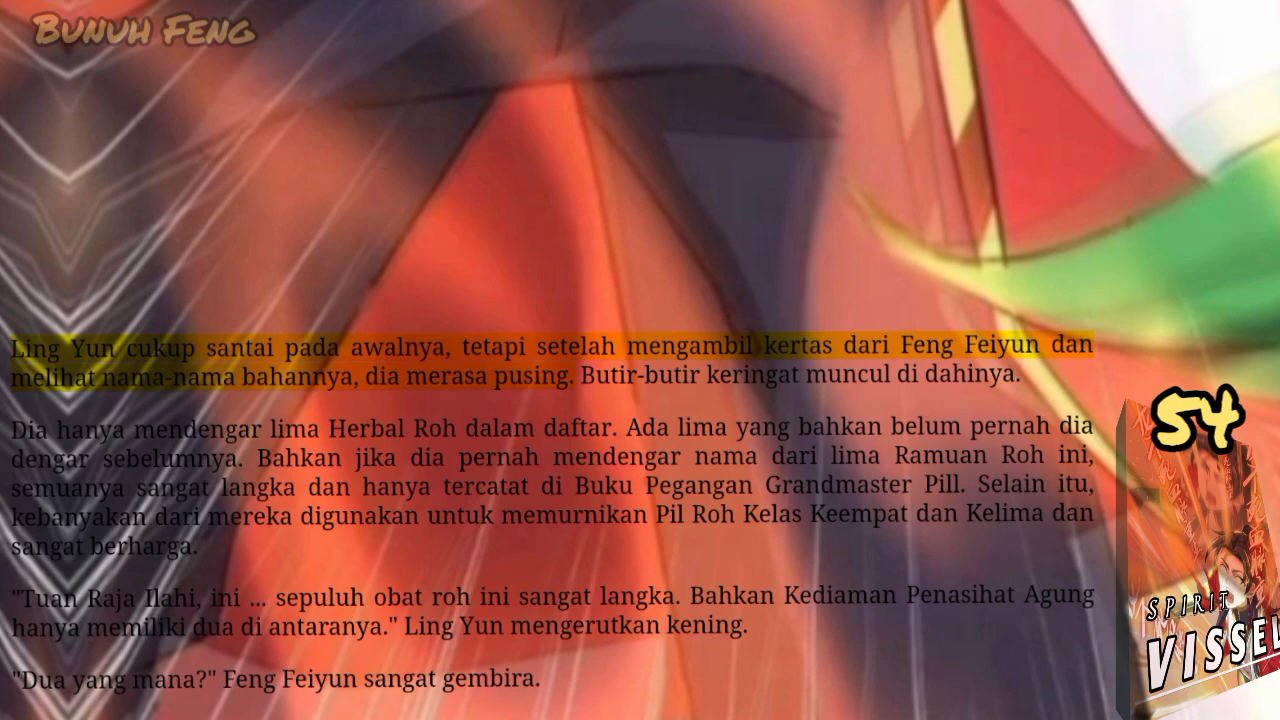 Bunuh Feng
Ling Yun cukup santai pada awalnya, tetapi setelah mengambil kertas dari Feng Feiyun dan
melihat nama-nama bahannya, dia merasa pusing. Butir-butir keringat muncul di dahinya.
Dia hanya mendengar lima Herbal Roh dalam daftar. Ada lima yang bahkan belum pernah dia
dengar sebelumnya. Bahkan jika dia pernah mendengar nama dari lima Ramuan Roh ini,
semuanya sangat langka dan hanya tercatat di Buku Pegangan Grandmaster Pill. Selain itu,
kebanyakan dari mereka digunakan untuk memurnikan Pil Roh Kelas Keempat dan Kelima dan
sangat berharga.
"Tuan Raja Ilahi, ini ... sepuluh obat roh ini sangat langka. Bahkan Kediaman Penasihat Agung
hanya memiliki dua di antaranya." Ling Yun mengerutkan kening.
"Dua yang mana?" Feng Feiyun sangat gembira.
54
SPIRIT
VISSEL